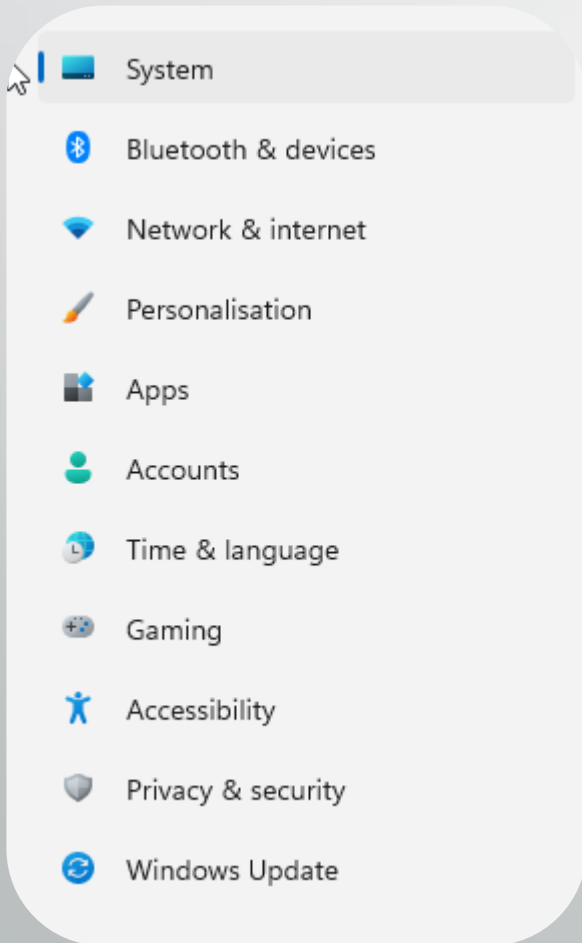 System
Bluetooth & devices
Network & internet
Personalisation
Apps
Accounts
Time & language
Gaming
Accessibility
Privacy & security
Windows Update